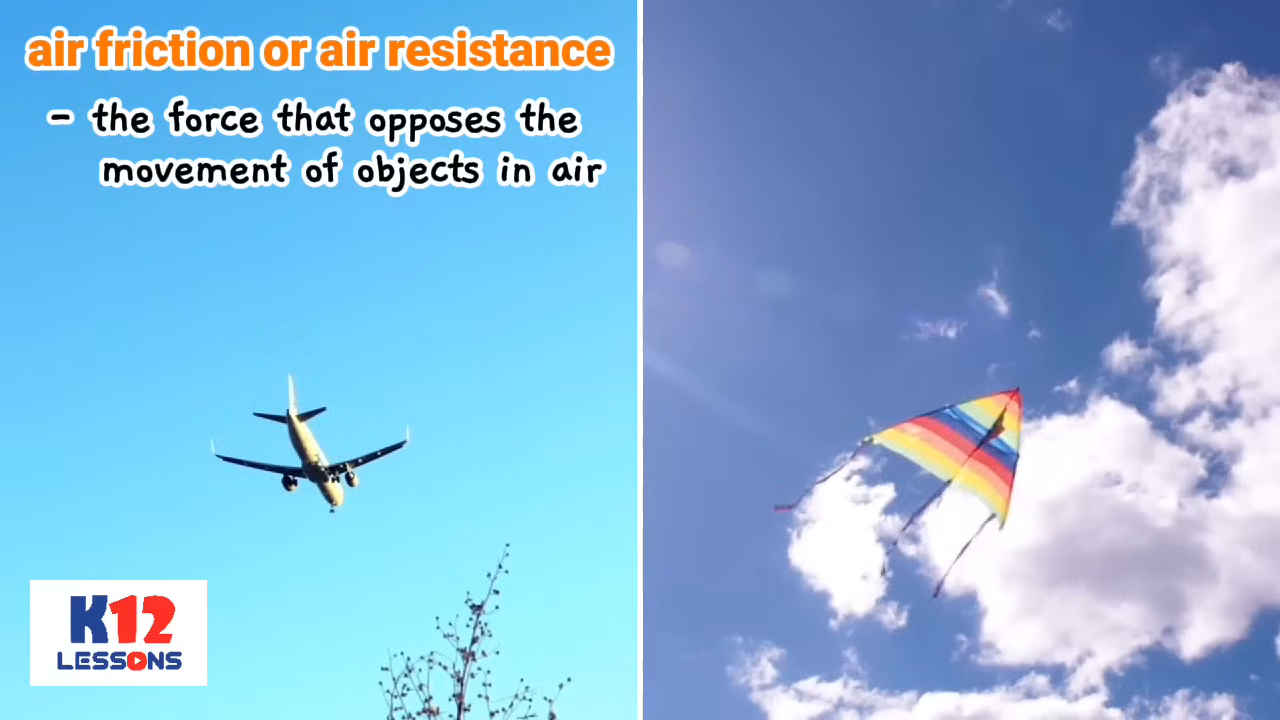 air friction or air resistance
- the force that opposes the
movement of objects in air
K12
LESSONS